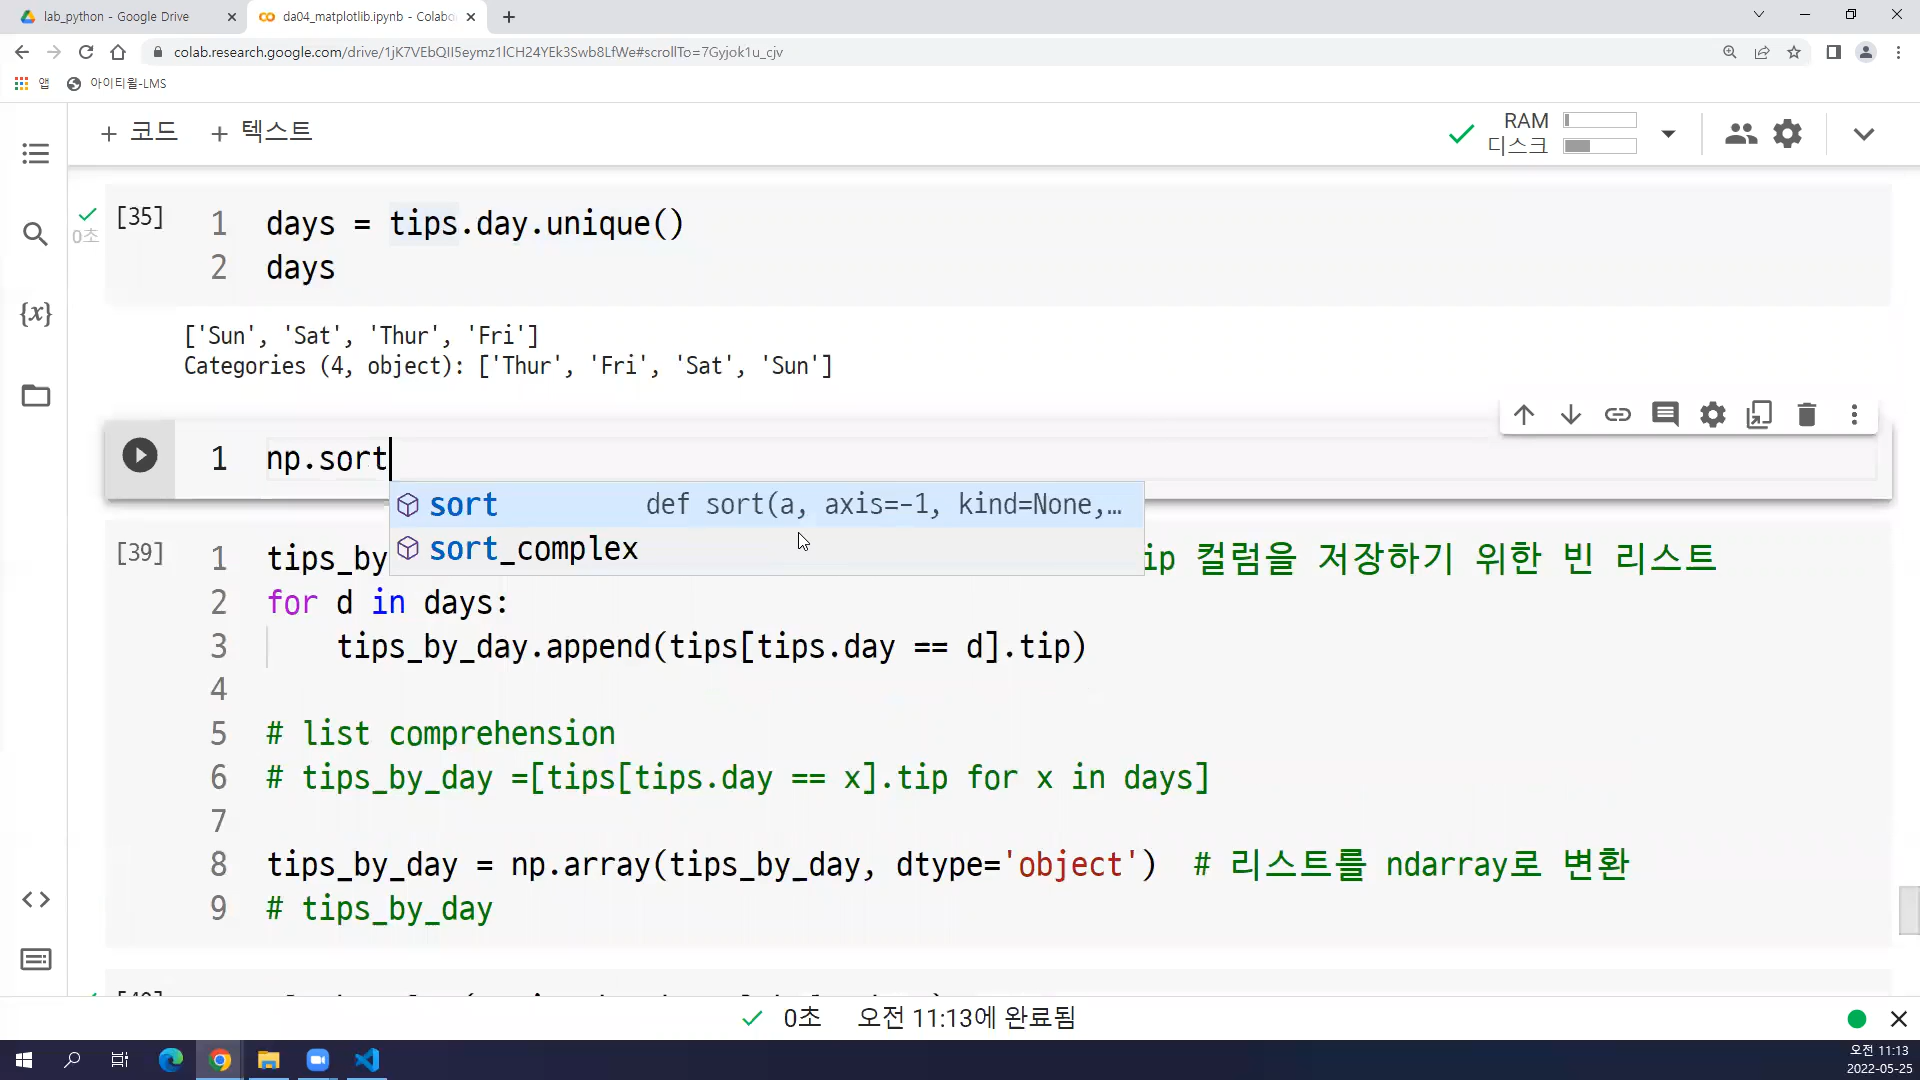 lab_python - Google Drive
da04_matplotlib.ipynb - Colabo
colab.research.google.com/drive/1jK7VEbQII5eymz1lCH24YEk3Swb8LfWe#scrollTo=7Gyjok1u_cjv
앱
아이티윌-LMS
+ 코드
+ 텍스트
RAM
디스크
0초
[35]
1 days = tips.day.unique()
2 days
['Sun', 'Sat', 'Thur', 'Fri']
Categories (4, object): ['Thur', 'Fri', 'Sat', 'Sun']
1 np.sort
sort def sort(a, axis=-1, kind=None,…
sort_complex
{x}
[39]
1 tips_by ip 컬럼을 저장하기 위한 빈 리스트
2 for d in days:
3 tips_by_day.append(tips[tips.day == d].tip)
4
5 # list comprehension
6 # tips_by_day =[tips[tips.day == x].tip for x in days]
7
8 tips_by_day = np.array(tips_by_day, dtype='object') # 리스트를 ndarray로 변환
9 # tips_by_day
0초 오전 11:13에 완료됨
오전 11:13
2022-05-25